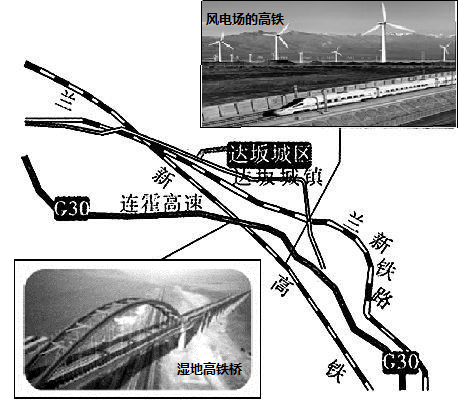 风电场的高铁
兰
达坂城区
达坂城镇
新
连霍高速
G30
兰新铁路
高
湿地高铁桥
铁
G30